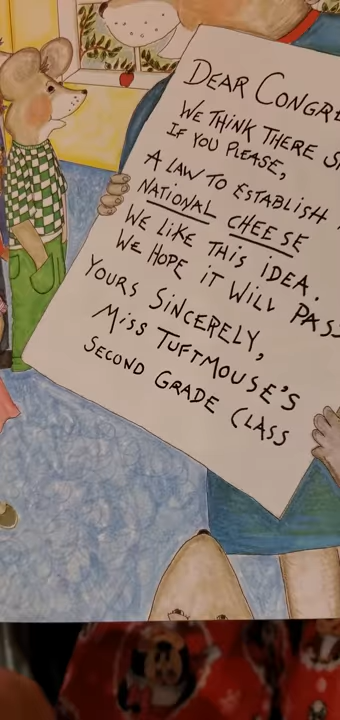 DEAR CONGR
WE THINK THERE
IF YOU PLEASE,
A LAW TO ESTABLISH
NATIONAL CHEESE
WE LIKE THIS IDEA.
WE HOPE IT WILL PASS
YOURS SINCERELY,
MISS TUFTMOUSE'S
SECOND GRADE CLASS